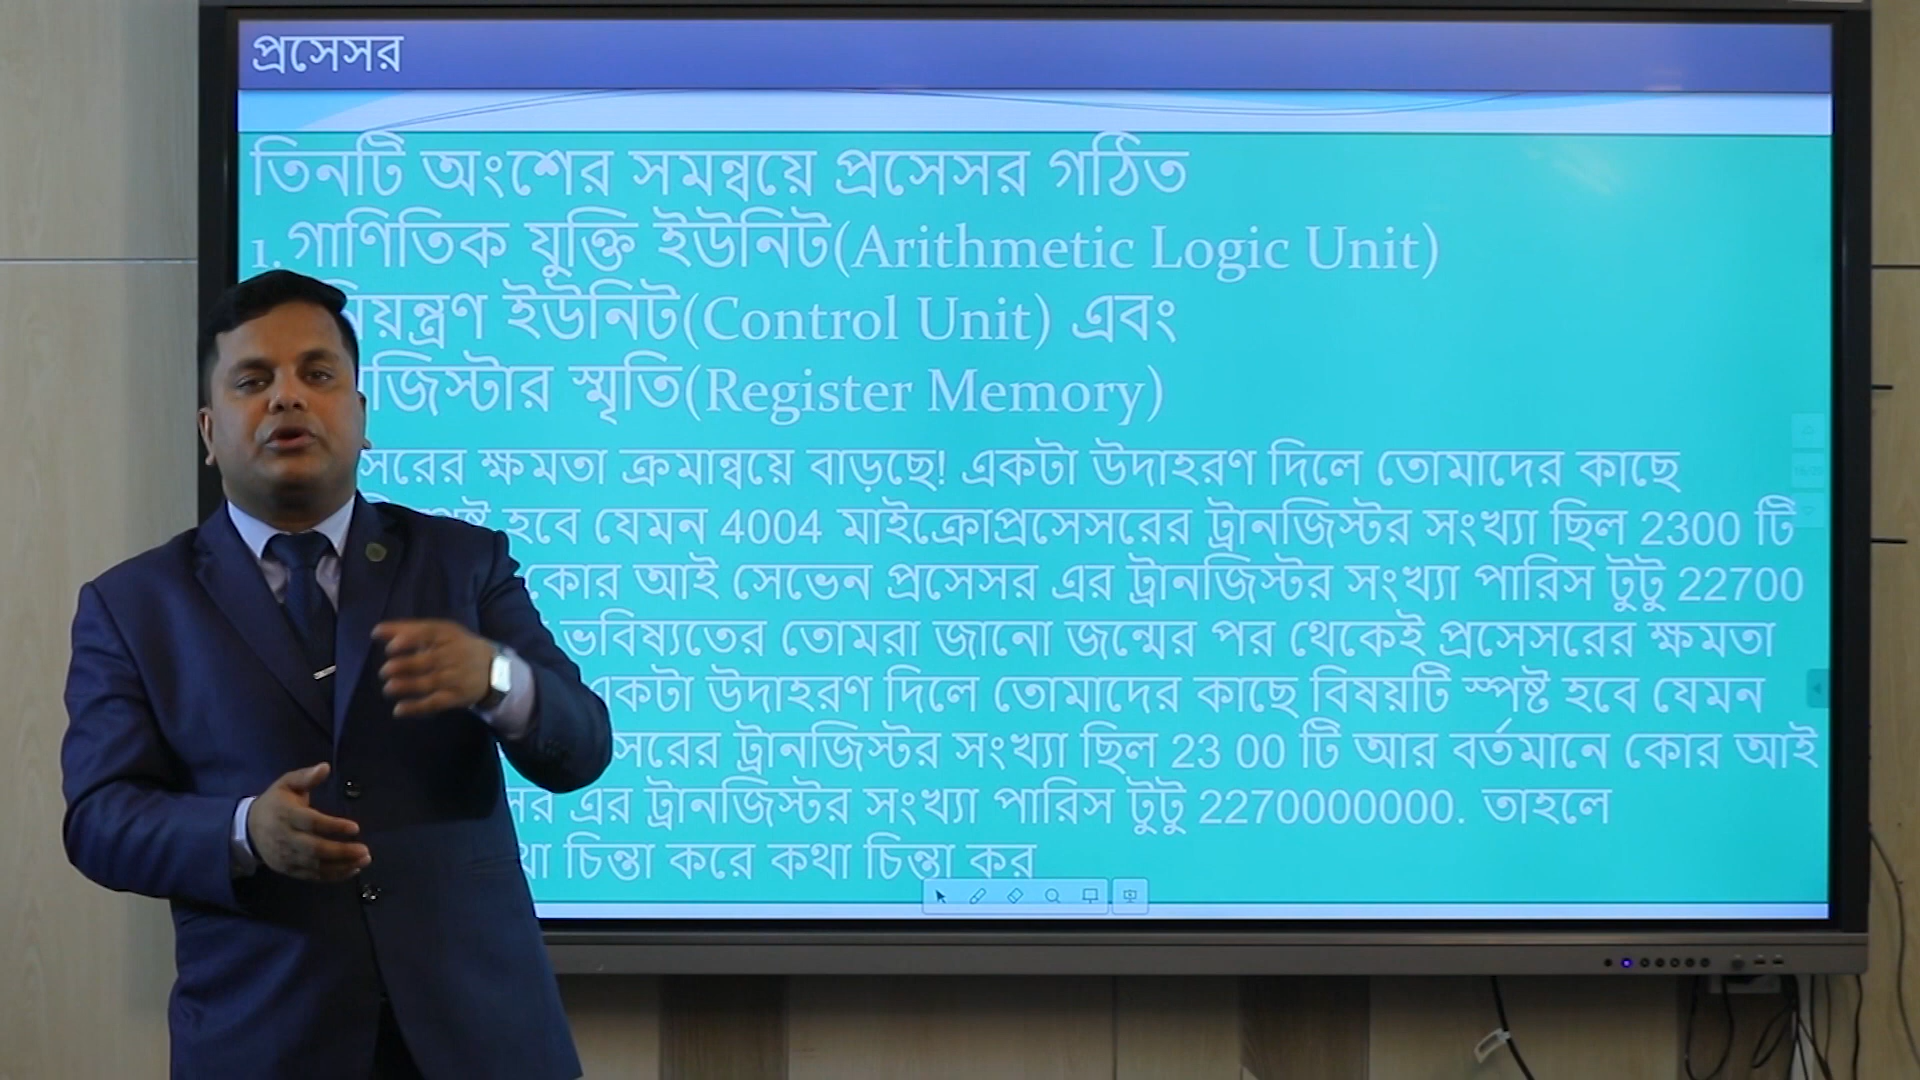 প্রসেসর
তিনটি অংশের সমন্বয়ে প্রসেসর গঠিত
1. গাণিতিক যুক্তি ইউনিট(Arithmetic Logic Unit)
ইউনিট(Control Unit) এবং
স্মৃতি(Register Memory)
ক্ষমতা ক্রমান্বয়ে বাড়ছে! একটা উদাহরণ দিলে তোমাদের কাছে
হবে যেমন 4004 মাইক্রোপ্রসেসরের ট্রানজিস্টর সংখ্যা ছিল 2300 টি
কোর আই সেভেন প্রসেসর এর ট্রানজিস্টর সংখ্যা পারিস টুটু 22700
ভবিষ্যতের তোমরা জানো জন্মের পর থেকেই প্রসেসরের ক্ষমতা
একটা উদাহরণ দিলে তোমাদের কাছে বিষয়টি স্পষ্ট হবে যেমন
ট্রানজিস্টর সংখ্যা ছিল 23 00 টি আর বর্তমানে কোর আই
এর ট্রানজিস্টর সংখ্যা পারিস টুটু 2270000000. তাহলে
চিন্তা করে কথা চিন্তা কর